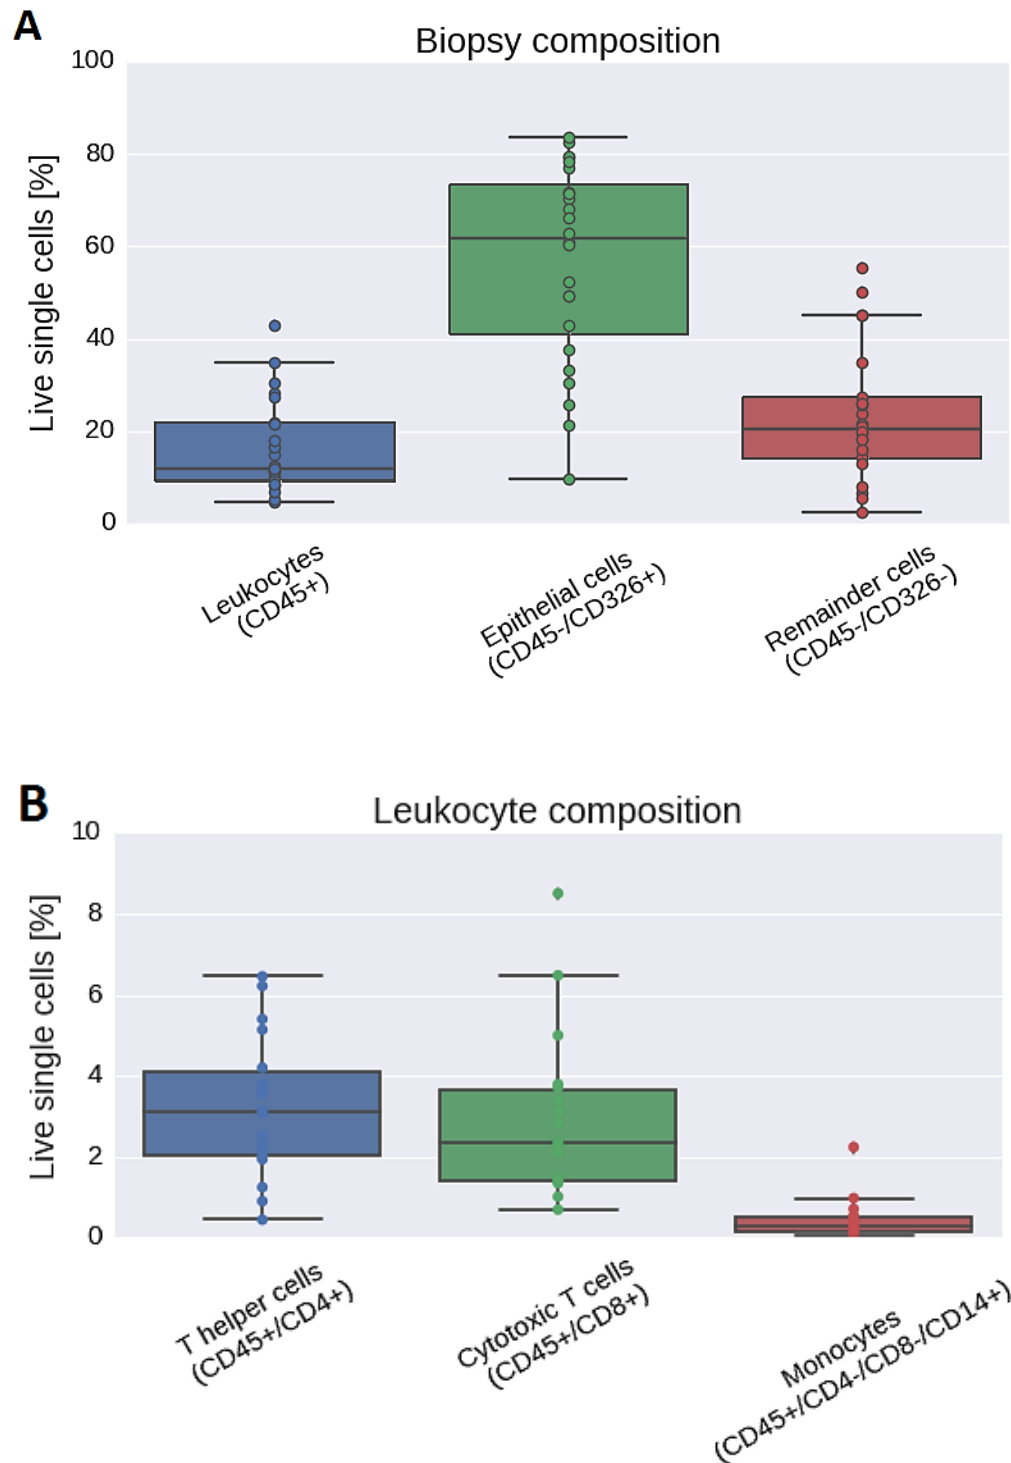 A
Biopsy composition
Live single cells [%]
100
80
60
40
20
0
Leukocytes
(CD45+)
Epithelial cells
(CD45-/CD326+)
Remainder cells
(CD45-/CD326-)
B
Leukocyte composition
Live single cells [%]
10
8
6
4
2
0
T helper cells
(CD45+/CD4+)
Cytotoxic T cells
(CD45+/CD8+)
Monocytes
(CD45+/CD4-/CD8-/CD14+)